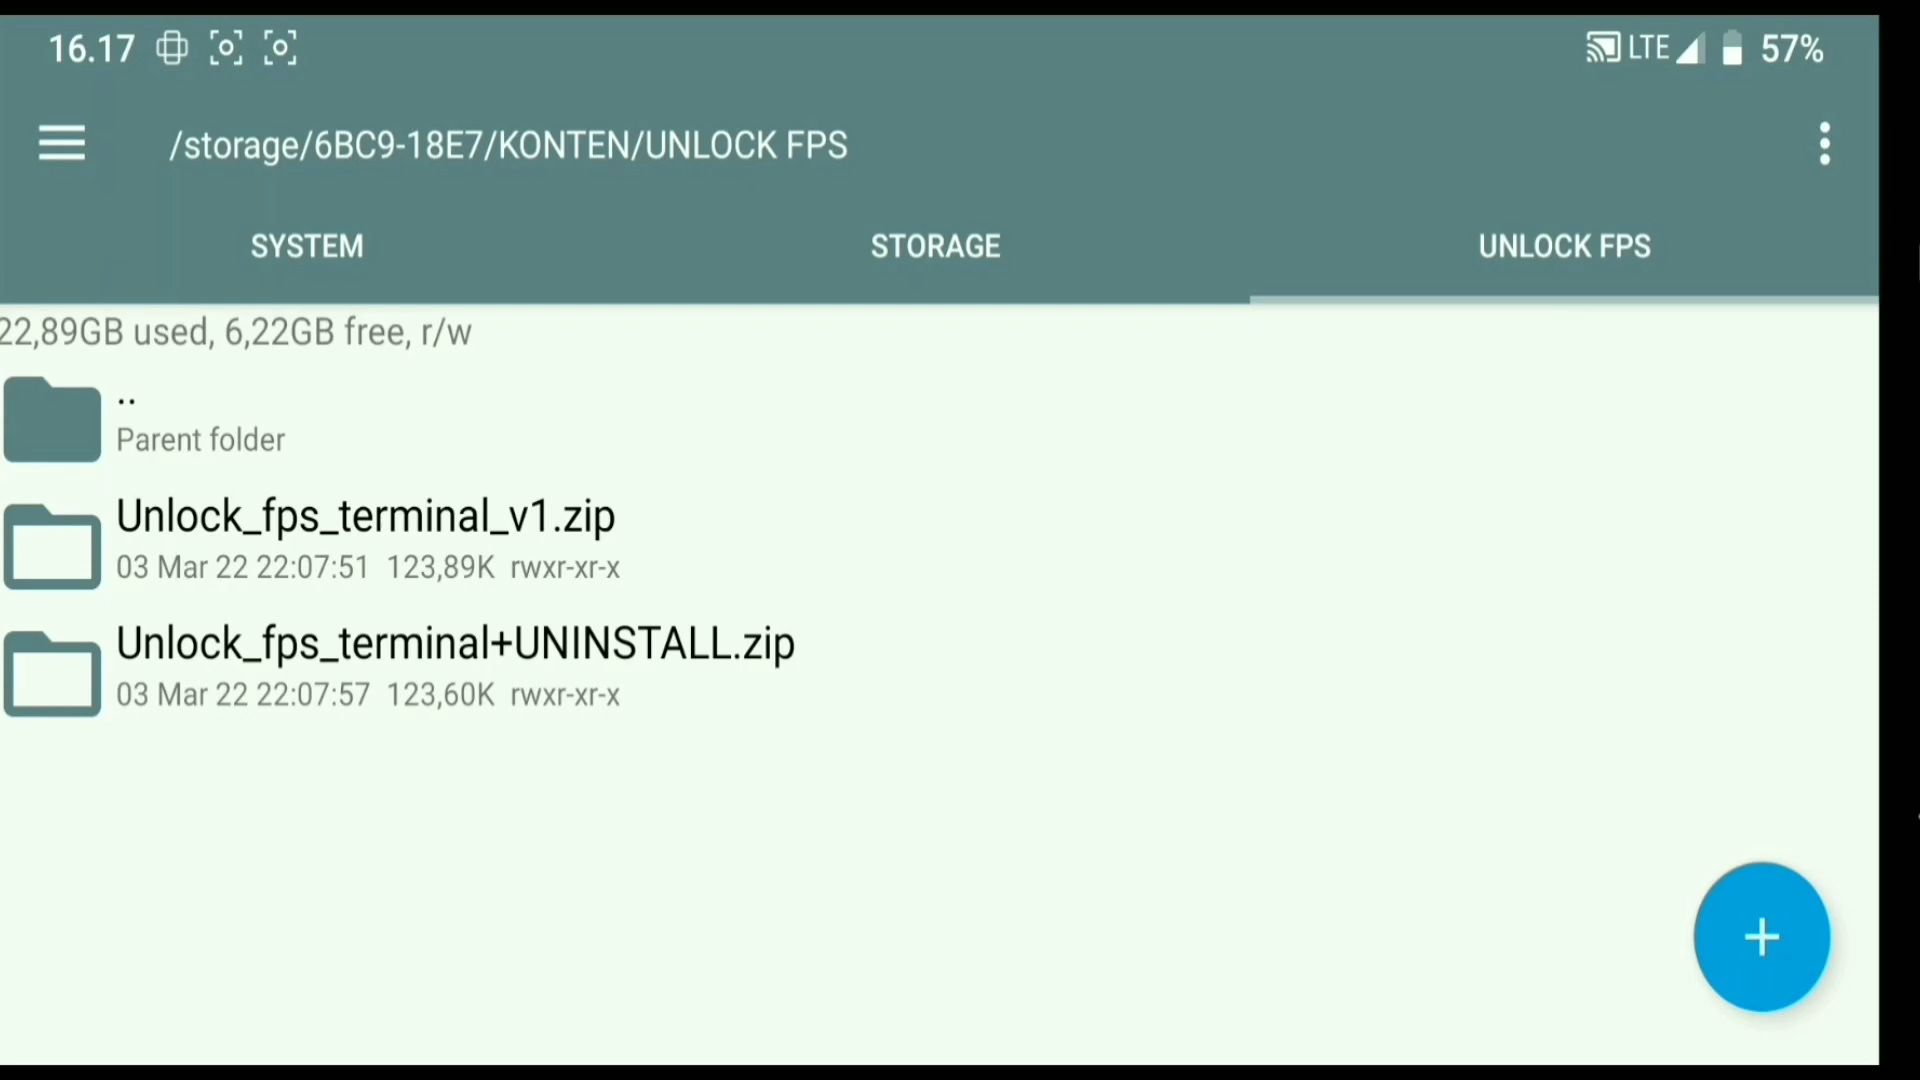 16.17 LTE 57%
/storage/6BC9-18E7/KONTEN/UNLOCK FPS
SYSTEM STORAGE UNLOCK FPS
22,89GB used, 6,22GB free, r/w
..
Parent folder
Unlock_fps_terminal_v1.zip
03 Mar 22 22:07:51 123,89K rwxr-xr-x
Unlock_fps_terminal+UNINSTALL.zip
03 Mar 22 22:07:57 123,60K rwxr-xr-x